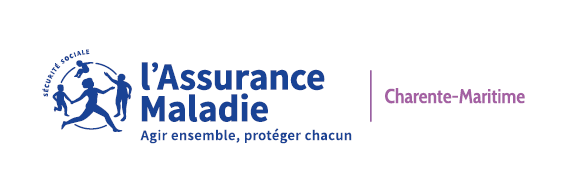 SÉCURITÉ SOCIALE
l'Assurance
Maladie
Agir ensemble, protéger chacun
Charente-Maritime